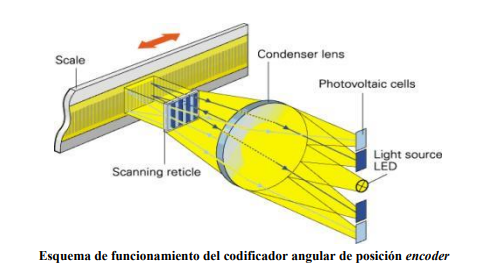 Scale
Condenser lens
Photovoltaic cells
Light source
LED
Scanning reticle
Esquema de funcionamiento del codificador angular de posición encoder